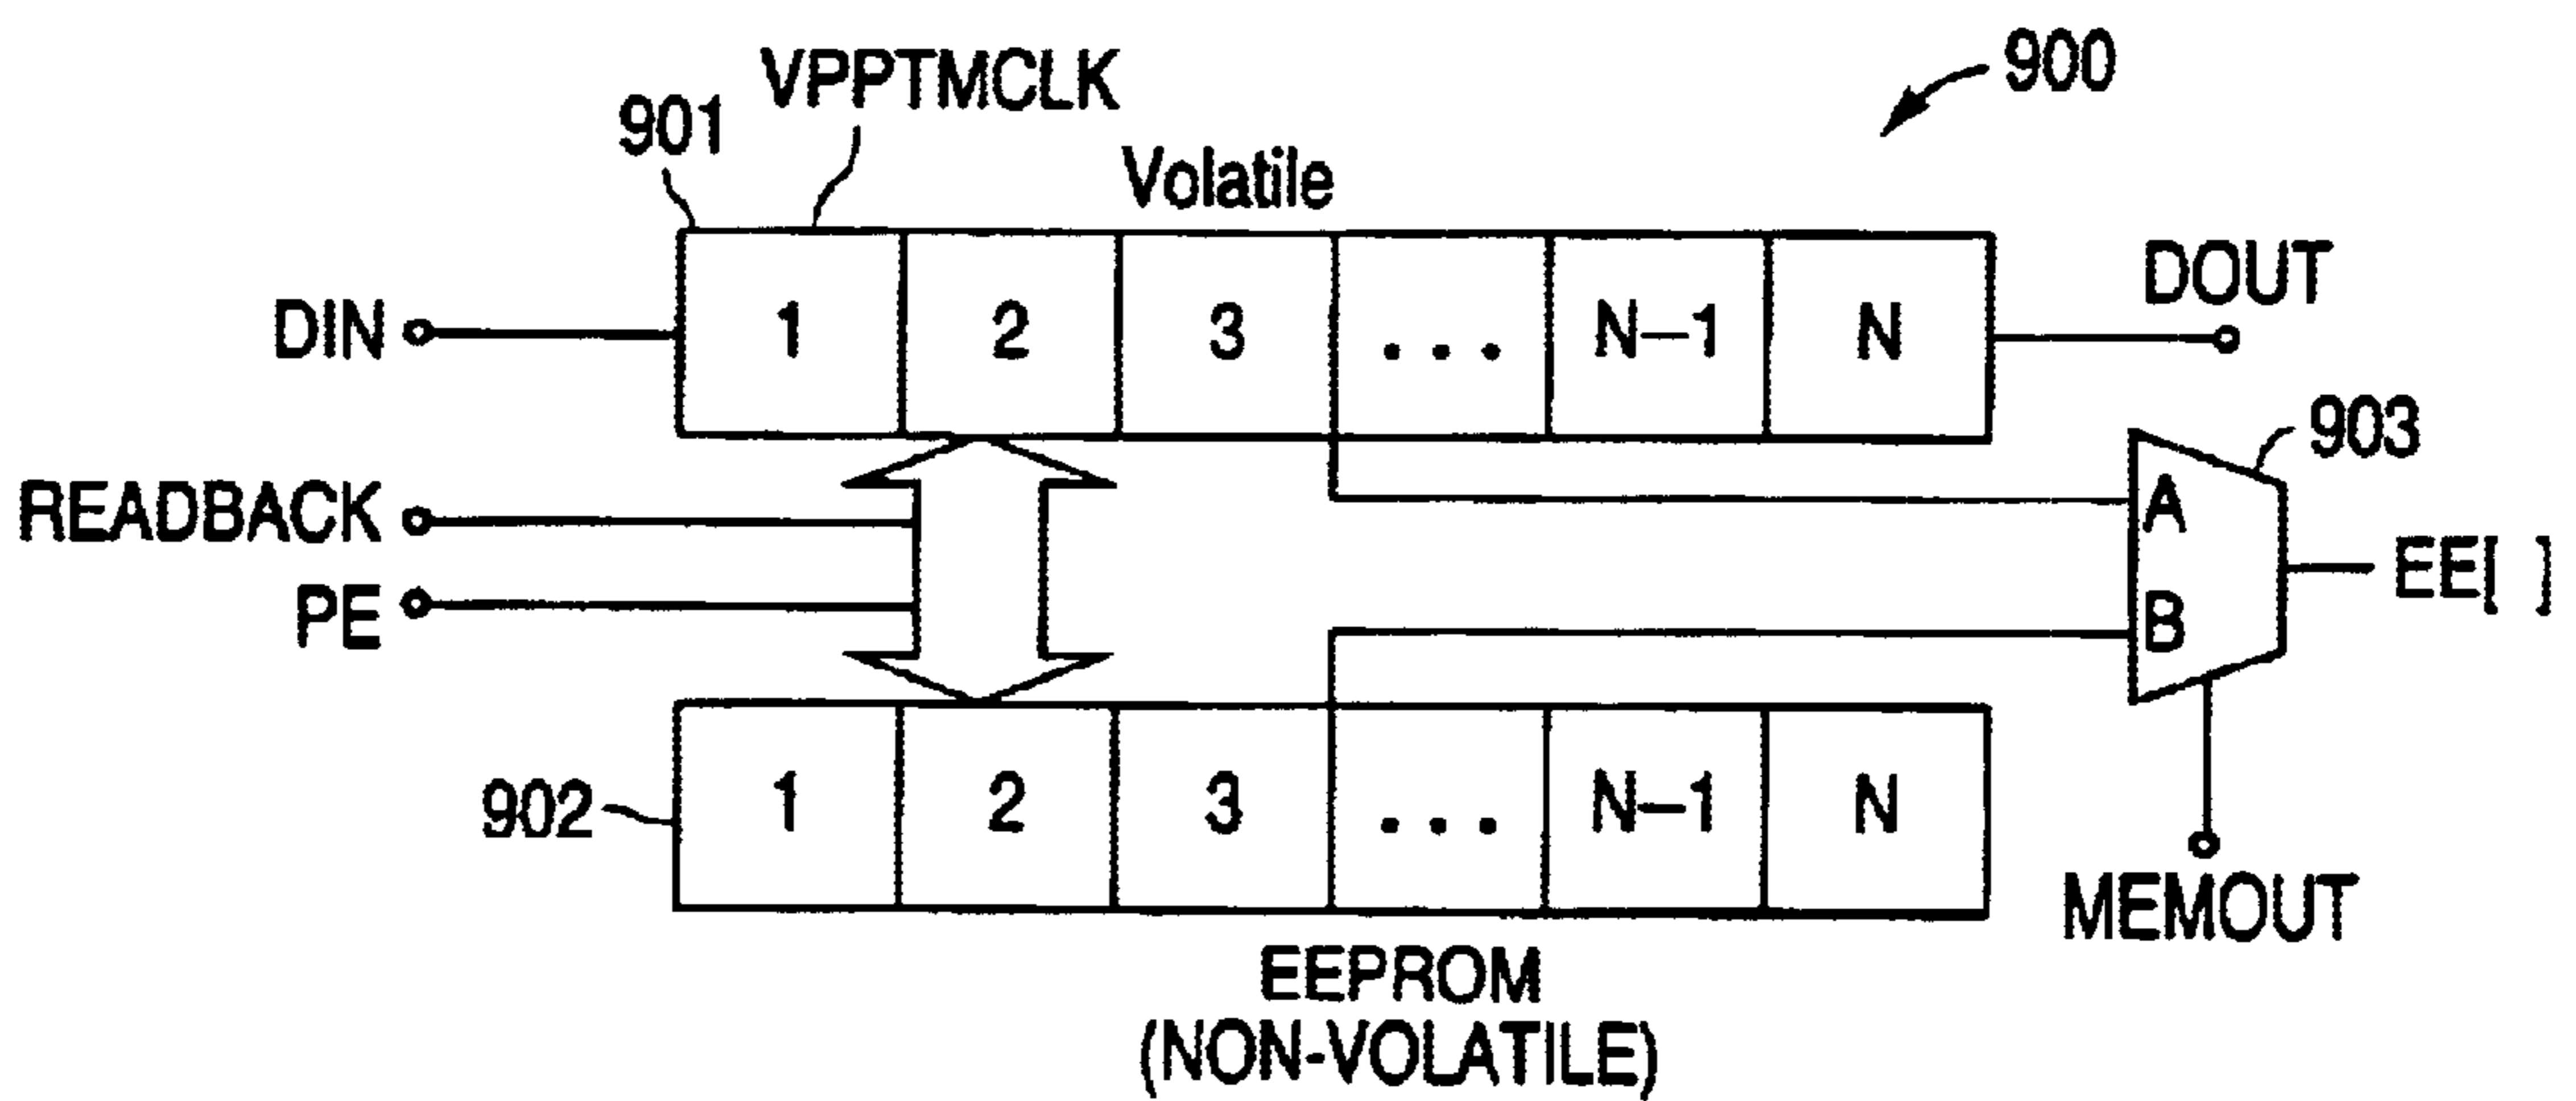 900
VPPTMCLK
901
Volatile
DIN
1 2 3 ... N–1 N
DOUT
903
READBACK
A
PE
B
EE[ ]
902
1 2 3 ... N–1 N
MEMOUT
EEPROM
(NON-VOLATILE)